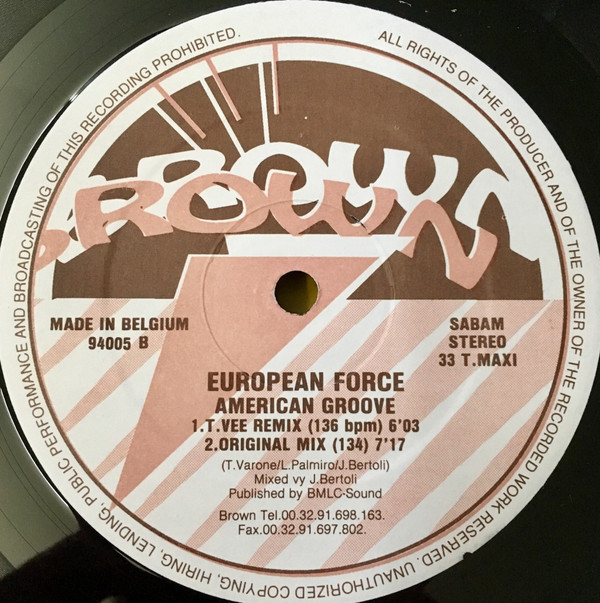 UNAUTHORIZED COPYING, HIRING, LENDING, PUBLIC PERFORMANCE AND BROADCASTING OF THIS RECORDING PROHIBITED.
ALL RIGHTS OF THE PRODUCER AND OF THE OWNER OF THE RECORDED WORK RESERVED.
BROWN
BROWN
MADE IN BELGIUM
94005 B
SABAM
STEREO
33 T.MAXI
EUROPEAN FORCE
AMERICAN GROOVE
1.T.VEE REMIX (136 bpm) 6'03
2.ORIGINAL MIX (134) 7'17
(T.Varone/L.Palmiro/J.Bertoli)
Mixed vy J.Bertoli
Published by BMLC-Sound
Brown Tel.00.32.91.698.163.
Fax.00.32.91.697.802.